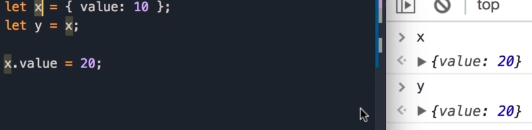 let x = { value: 10 };
let y = x;
x.value = 20;
top
> x
<· ▶ {value: 20}
> y
<· ▶ {value: 20}